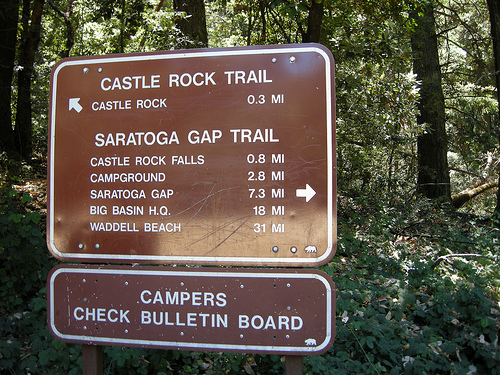 CASTLE ROCK TRAIL
CASTLE ROCK 0.3 MI
SARATOGA GAP TRAIL
CASTLE ROCK FALLS 0.8 MI
CAMPGROUND 2.8 MI
SARATOGA GAP 7.3 MI
BIG BASIN H.Q. 18 MI
WADDELL BEACH 31 MI
CAMPERS
CHECK BULLETIN BOARD